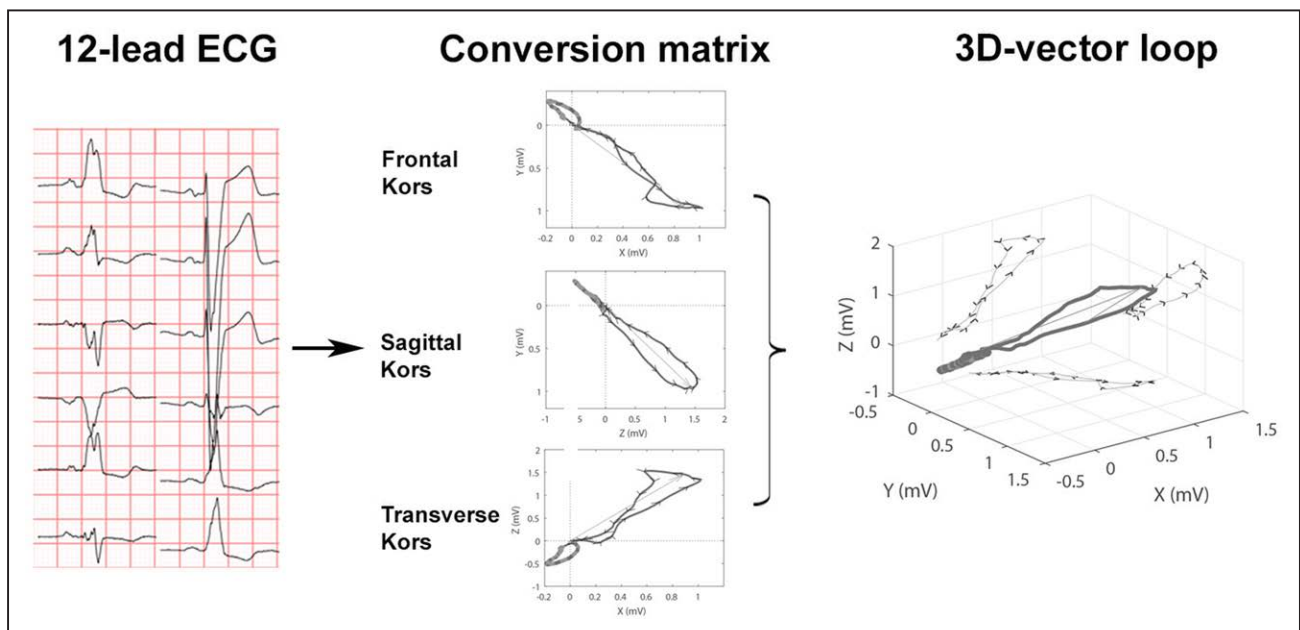 12-lead ECG
Conversion matrix
3D-vector loop
Frontal
Kors
Y (mV)
0
0.5
1
-0.2 0 0.2 0.4 0.6 0.8 1
X (mV)
Sagittal
Kors
Y (mV)
0
0.5
1
-1 -.5 0 0.5 1 1.5 2
Z (mV)
Transverse
Kors
Z (mV)
2
1.5
1
0.5
0
-0.5
-1
-0.2 0 0.2 0.4 0.6 0.8 1
X (mV)
Z (mV)
2
1
0
-1
-0.5
0
0.5
1
1.5
Y (mV)
-0.5
0
0.5
1
1.5
X (mV)